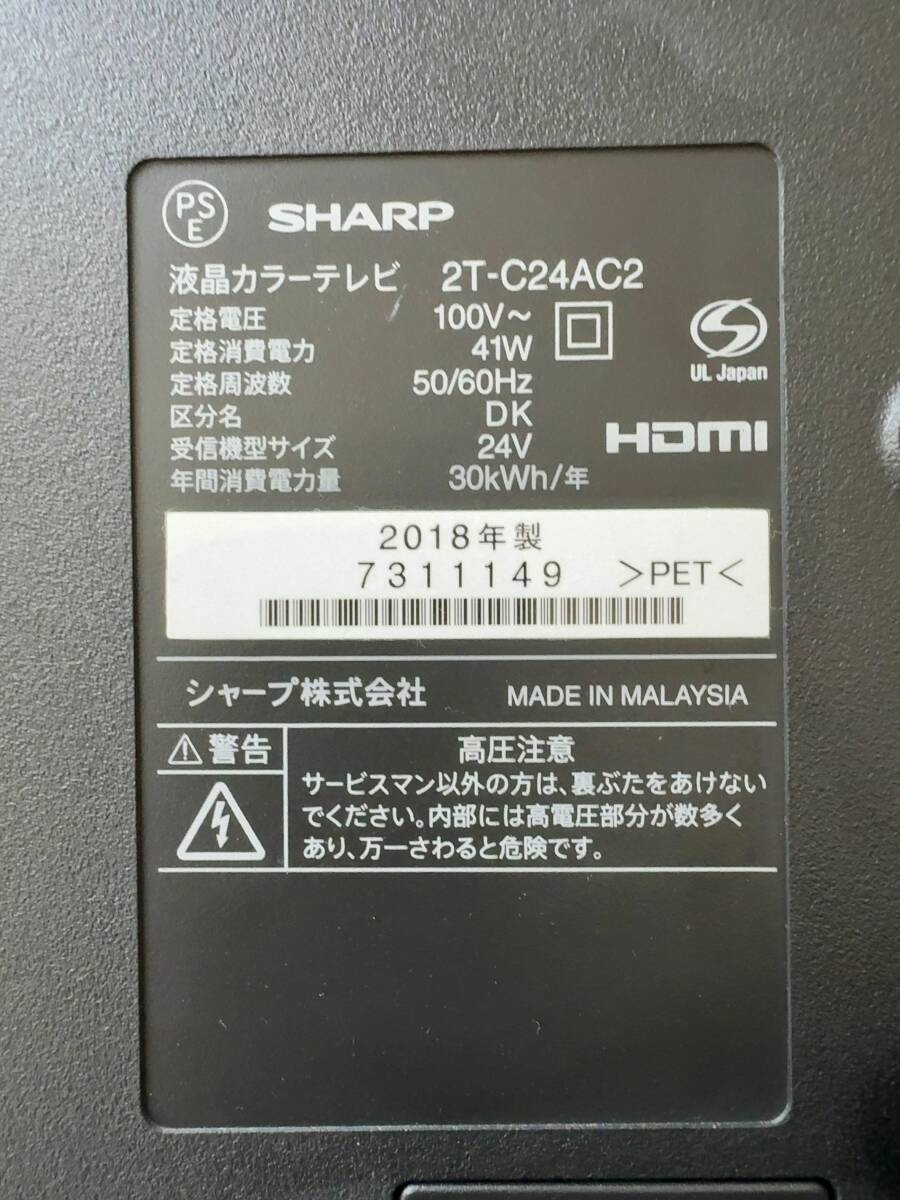 PSE SHARP
液晶カラーテレビ 2T-C24AC2
定格電圧 100V~
定格消費電力 41W
定格周波数 50/60Hz
区分名 DK
受信機型サイズ 24V
年間消費電力量 30kWh/年
UL Japan
HDMI
2018年製
7311149 >PET<
シャープ株式会社 MADE IN MALAYSIA
⚠警告
高圧注意
サービスマン以外の方は、裏ぶたをあけない
でください。内部には高電圧部分が数多く
あり、万一さわると危険です。